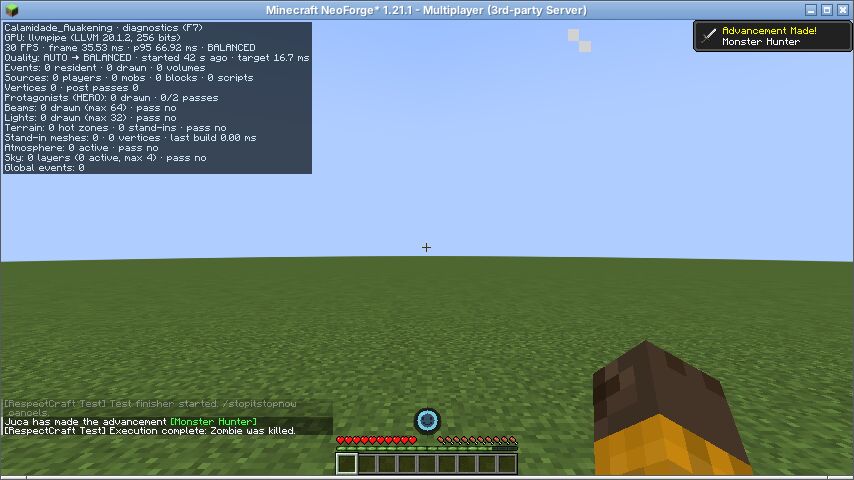 Minecraft NeoForge* 1.21.1 - Multiplayer (3rd-party Server)
Calamidade_Awakening · diagnostics (F7)
GPU: llvmpipe (LLVM 20.1.2, 256 bits)
30 FPS · frame 35.53 ms · p95 66.92 ms · BALANCED
Quality: AUTO → BALANCED · started 42 s ago · target 16.7 ms
Events: 0 resident · 0 drawn · 0 volumes
Sources: 0 players · 0 mobs · 0 blocks · 0 scripts
Vertices 0 · post passes 0
Protagonists (HERO): 0 drawn · 0/2 passes
Beams: 0 drawn (max 64) · pass no
Lights: 0 drawn (max 32) · pass no
Terrain: 0 hot zones · 0 stand-ins · pass no
Stand-in meshes: 0 · 0 vertices · last build 0.00 ms
Atmosphere: 0 active · pass no
Sky: 0 layers (0 active, max 4) · pass no
Global events: 0
Advancement Made!
Monster Hunter
[RespectCraft Test] Test finisher started. /stopitstopnow
cancels.
Juca has made the advancement [Monster Hunter]
[RespectCraft Test] Execution complete: Zombie was killed.